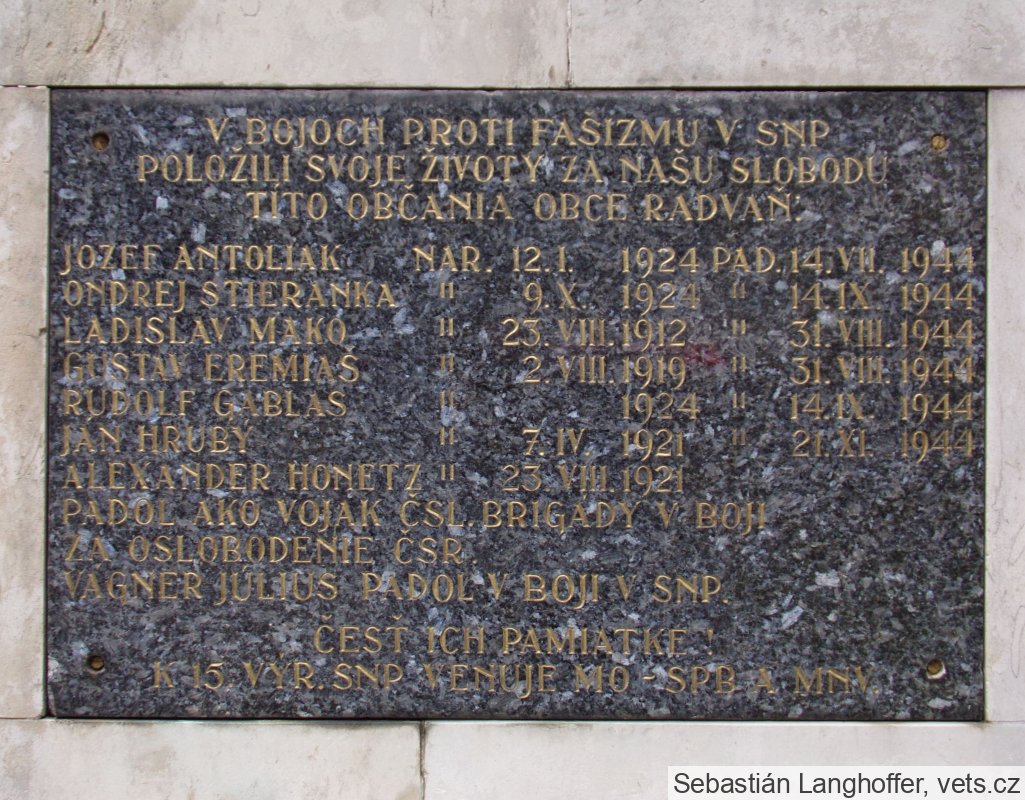 V BOJOCH PROTI FAŠIZMU V SNP
POLOŽILI SVOJE ŽIVOTY ZA NAŠU SLOBODU
TÍTO OBČANIA OBCE RADVAŇ:
JOZEF ANTOLIAK NAR. 12. I. 1924 PAD. 14. VII. 1944
ONDREJ STIERANKA " 9. X. 1924 " 14. IX. 1944
LADISLAV MAKO " 23. VIII. 1912 " 31. VIII. 1944
GUSTAV EREMIAŠ " 2. VIII. 1919 " 31. VIII. 1944
RUDOLF GABLAS " 1924 " 14. IX. 1944
JÁN HRUBÝ " 7. IV. 1921 " 21. XI. 1944
ALEXANDER HONETZ " 23. VIII. 1921
PADOL AKO VOJAK ČSL. BRIGADY V BOJI
ZA OSLOBODENIE ČSR.
VAGNER JÚLIUS PADOL V BOJI V SNP.
ČESŤ ICH PAMIATKE!
K 15. VÝR. SNP VENUJE MO - SPB A MNV.
Sebastián Langhoffer, vets.cz